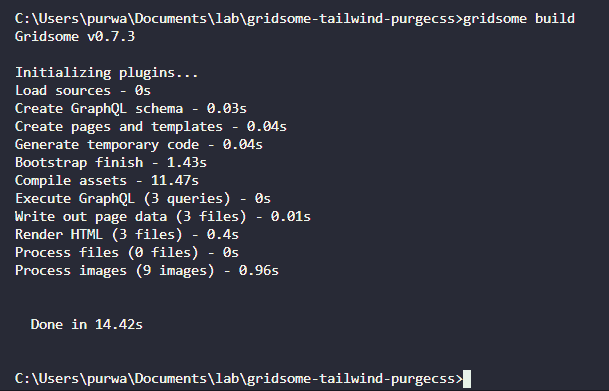 C:\Users\purwa\Documents\lab\gridsome-tailwind-purgecss>gridsome build
Gridsome v0.7.3
Initializing plugins...
Load sources - 0s
Create GraphQL schema - 0.03s
Create pages and templates - 0.04s
Generate temporary code - 0.04s
Bootstrap finish - 1.43s
Compile assets - 11.47s
Execute GraphQL (3 queries) - 0s
Write out page data (3 files) - 0.01s
Render HTML (3 files) - 0.4s
Process files (0 files) - 0s
Process images (9 images) - 0.96s
Done in 14.42s
C:\Users\purwa\Documents\lab\gridsome-tailwind-purgecss>